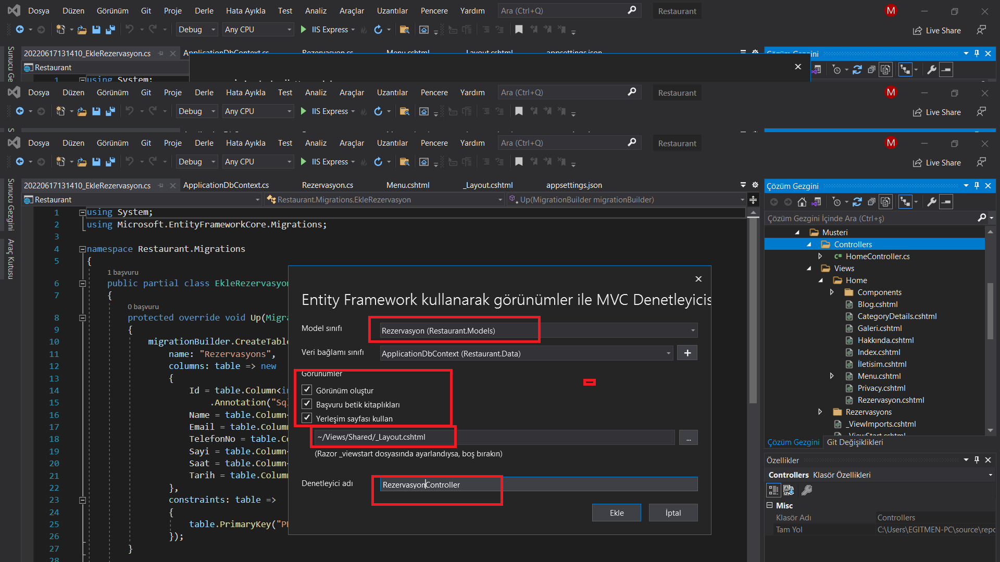 Dosya Düzen Görünüm Git Proje Derle Hata Ayıkla Test Analiz Araçlar Uzantılar Pencere Yardım Ara (Ctrl+Q) Restaurant M
Debug Any CPU IIS Express Live Share
20220617131410_EkleRezervasyon.cs ApplicationDbContext.cs Rezervasyon.cs Menu.cshtml _Layout.cshtml appsettings.json Çözüm Gezgini
Sunucu Ge
Restaurant
1 using System;
Dosya Düzen Görünüm Git Proje Derle Hata Ayıkla Test Analiz Araçlar Uzantılar Pencere Yardım Ara (Ctrl+Q) Restaurant M
Debug Any CPU IIS Express Live Share
Dosya Düzen Görünüm Git Proje Derle Hata Ayıkla Test Analiz Araçlar Uzantılar Pencere Yardım Ara (Ctrl+Q) Restaurant M
Debug Any CPU IIS Express Live Share
Sunucu Gezgini
Araç Kutusu
20220617131410_EkleRezervasyon.cs ApplicationDbContext.cs Rezervasyon.cs Menu.cshtml _Layout.cshtml appsettings.json
Restaurant Restaurant.Migrations.EkleRezervasyon Up(MigrationBuilder migrationBuilder)
1 using System;
2 using Microsoft.EntityFrameworkCore.Migrations;
3
4 namespace Restaurant.Migrations
5 {
1 başvuru
6 public partial class EkleRezervasyon
7 {
0 başvuru
8 protected override void Up(Migra
9 {
10 migrationBuilder.CreateTable
11 name: "Rezervasyons",
12 columns: table => new
13 {
14 Id = table.Column<in
15 .Annotation("Sql
16 Name = table.Column<
17 Email = table.Colum
18 TelefonNo = table.Co
19 Sayi = table.Column<
20 Saat = table.Column<
21 Tarih = table.Column
22 },
23 constraints: table =>
24 {
25 table.PrimaryKey("PK
26 });
27 }
28
Entity Framework kullanarak görünümler ile MVC Denetleyicis
Model sınıfı Rezervasyon (Restaurant.Models)
Veri bağlamı sınıfı ApplicationDbContext (Restaurant.Data) +
Görünümler
Görünüm oluştur
Başvuru betik kitaplıkları
Yerleşim sayfası kullan
~/Views/Shared/_Layout.cshtml ...
(Razor _viewstart dosyasında ayarlandıysa, boş bırakın)
Denetleyici adı RezervasyonController
Ekle İptal
Çözüm Gezgini
Çözüm Gezgini İçinde Ara (Ctrl+ş)
Musteri
Controllers
C# HomeController.cs
Views
Home
Components
Blog.cshtml
CategoryDetails.cshtml
Galeri.cshtml
Hakkında.cshtml
Index.cshtml
İletisim.cshtml
Menu.cshtml
Privacy.cshtml
Rezervasyon.cshtml
Rezervasyons
_ViewImports.cshtml
_ViewStart.cshtml
Çözüm Gezgini Git Değişiklikleri
Özellikler
Controllers Klasör Özellikleri
Misc
Klasör Adı Controllers
Tam Yol C:\Users\EGITMEN-PC\source\repo